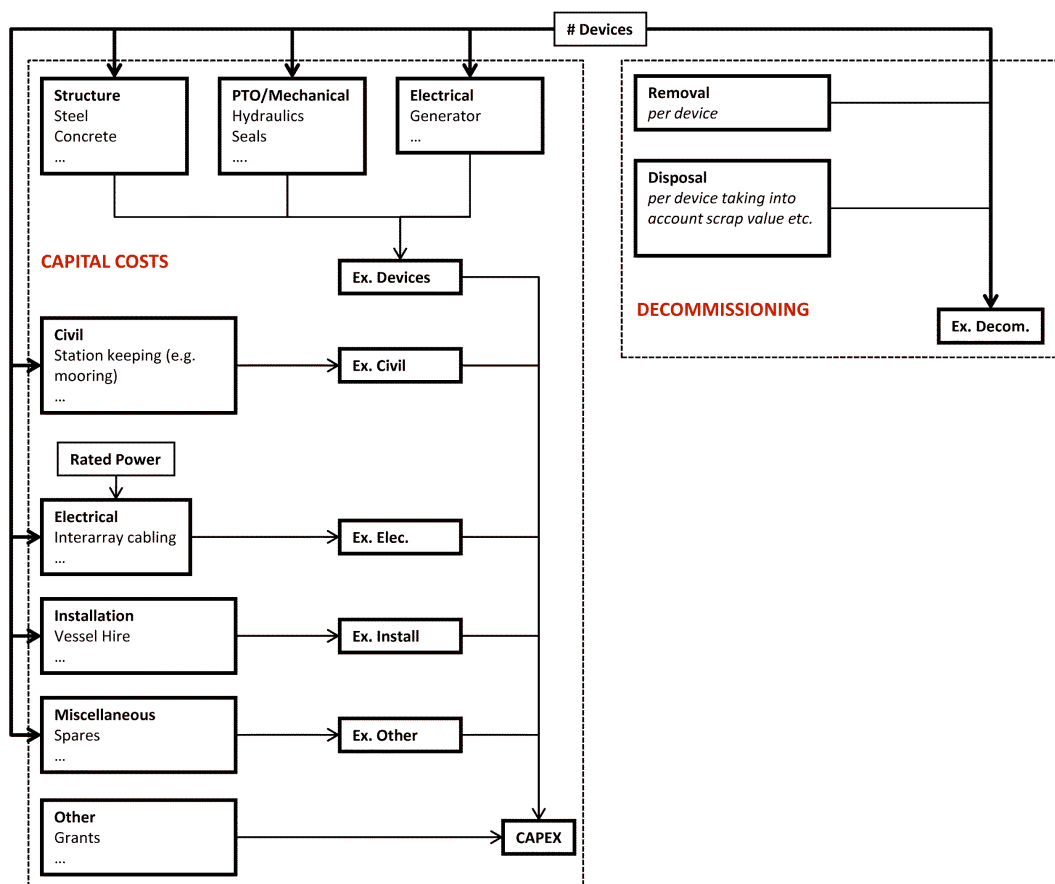 # Devices
Structure
Steel
Concrete
…
PTO/Mechanical
Hydraulics
Seals
….
Electrical
Generator
…
Removal
per device
Disposal
per device taking into
account scrap value etc.
CAPITAL COSTS
Ex. Devices
DECOMMISSIONING
Ex. Decom.
Civil
Station keeping (e.g.
mooring)
…
Ex. Civil
Rated Power
Electrical
Interarray cabling
…
Ex. Elec.
Installation
Vessel Hire
…
Ex. Install
Miscellaneous
Spares
…
Ex. Other
Other
Grants
…
CAPEX